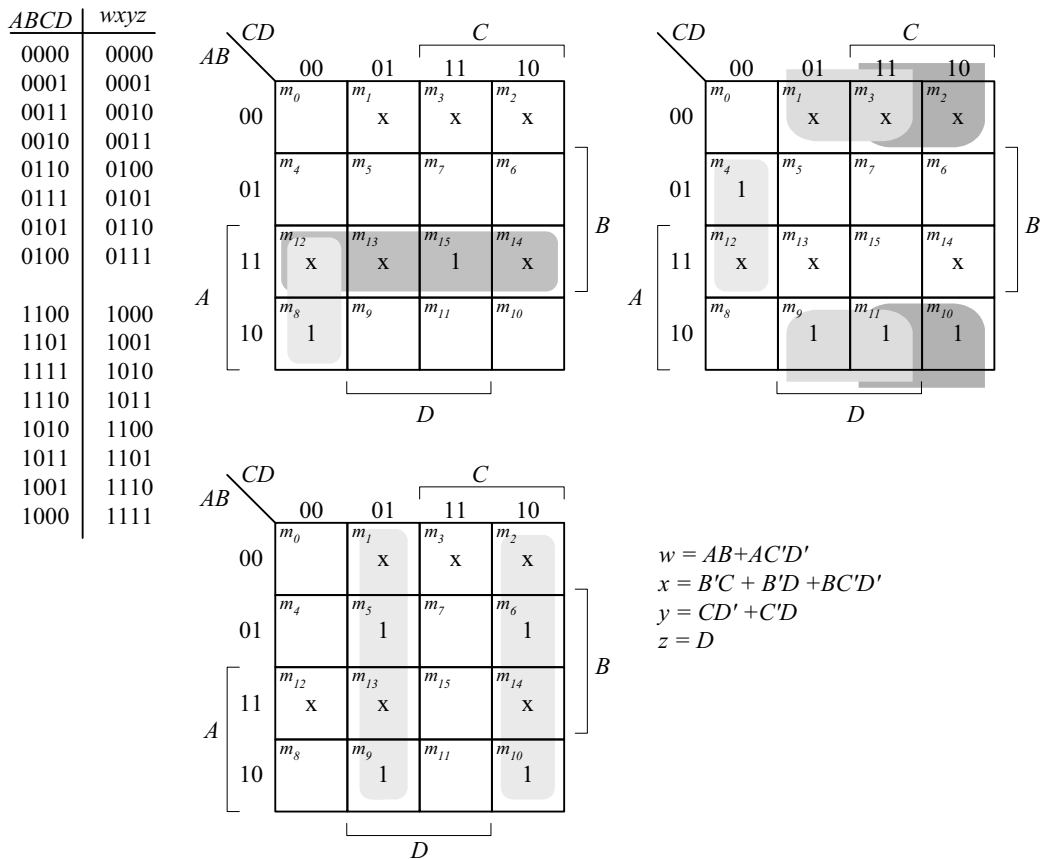 ABCD wxyz
0000 0000
0001 0001
0011 0010
0010 0011
0110 0100
0111 0101
0101 0110
0100 0111
1100 1000
1101 1001
1111 1010
1110 1011
1010 1100
1011 1101
1001 1110
1000 1111
CD C
AB 00 01 11 10
m0 m1 m3 m2
00 x x x
m4 m5 m7 m6
01
B
m12 m13 m15 m14
11 x x 1 x
A
m8 m9 m11 m10
10 1
D
CD C
AB 00 01 11 10
m0 m1 m3 m2
00 x x x
m4 m5 m7 m6
01 1
B
m12 m13 m15 m14
11 x x x
A
m8 m9 m11 m10
10 1 1 1
D
CD C
AB 00 01 11 10
m0 m1 m3 m2
00 x x x
m4 m5 m7 m6
01 1 1
B
m12 m13 m15 m14
11 x x x
A
m8 m9 m11 m10
10 1 1
D
w = AB+AC'D'
x = B'C + B'D +BC'D'
y = CD' +C'D
z = D